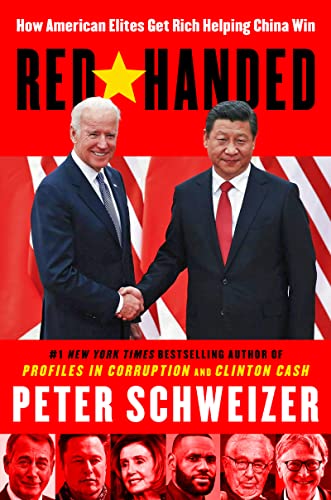 How American Elites Get Rich Helping China Win
RED HANDED
#1 NEW YORK TIMES BESTSELLING AUTHOR OF
PROFILES IN CORRUPTION AND CLINTON CASH
PETER SCHWEIZER